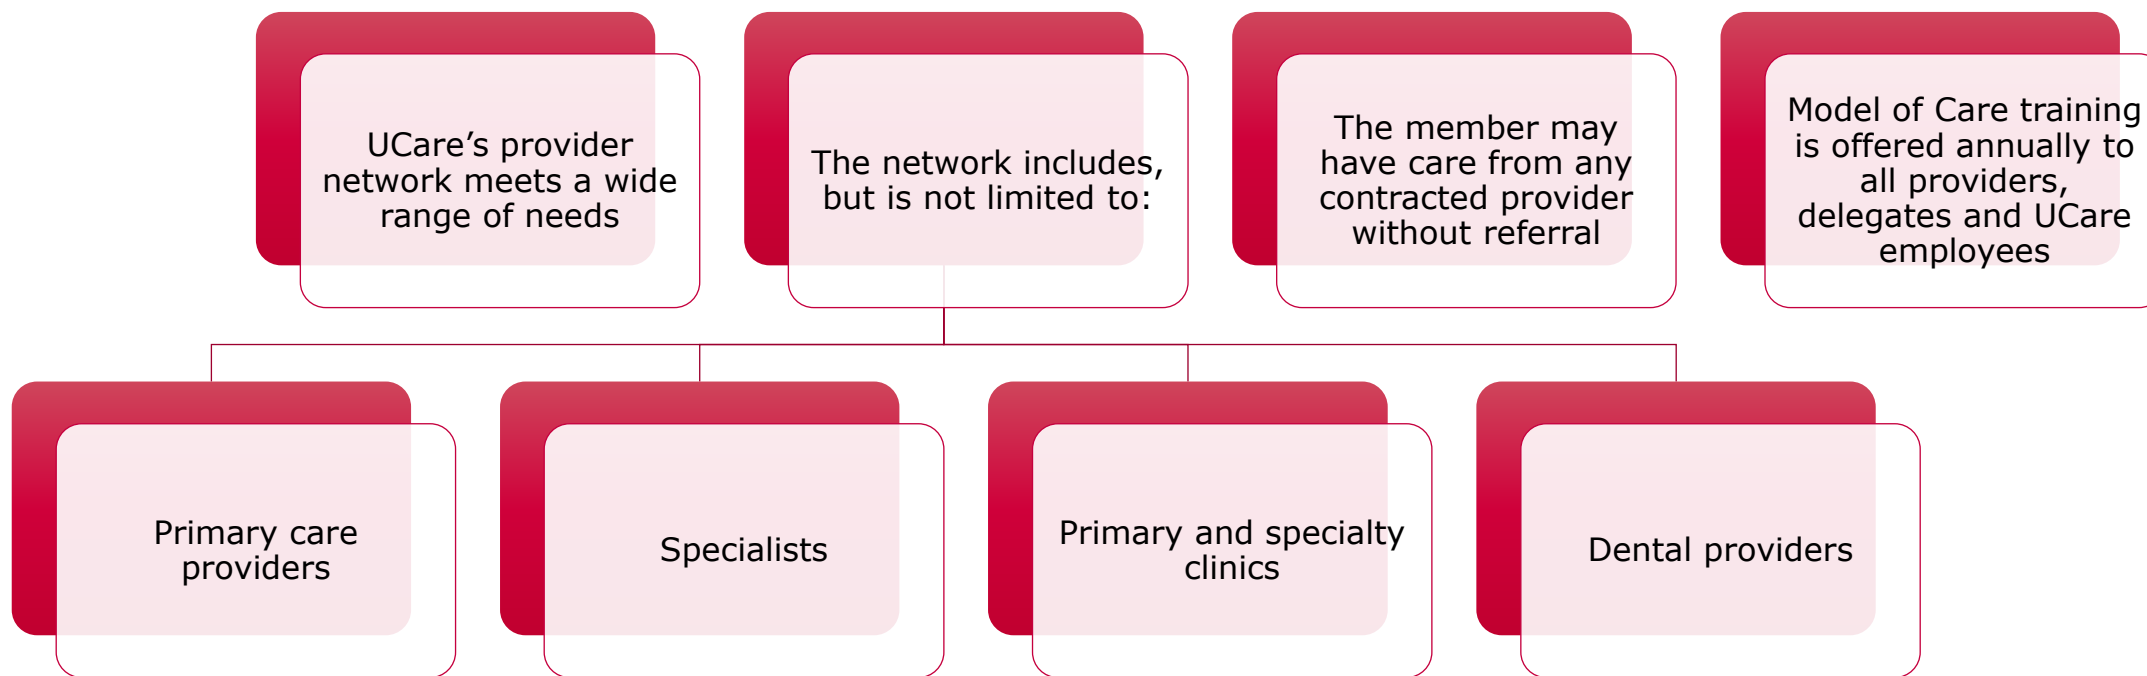 UCare’s provider
network meets a wide
range of needs
The network includes,
but is not limited to:
The member may
have care from any
contracted provider
without referral
Model of Care training
is offered annually to
all providers,
delegates and UCare
employees
Primary care
providers
Specialists
Primary and specialty
clinics
Dental providers